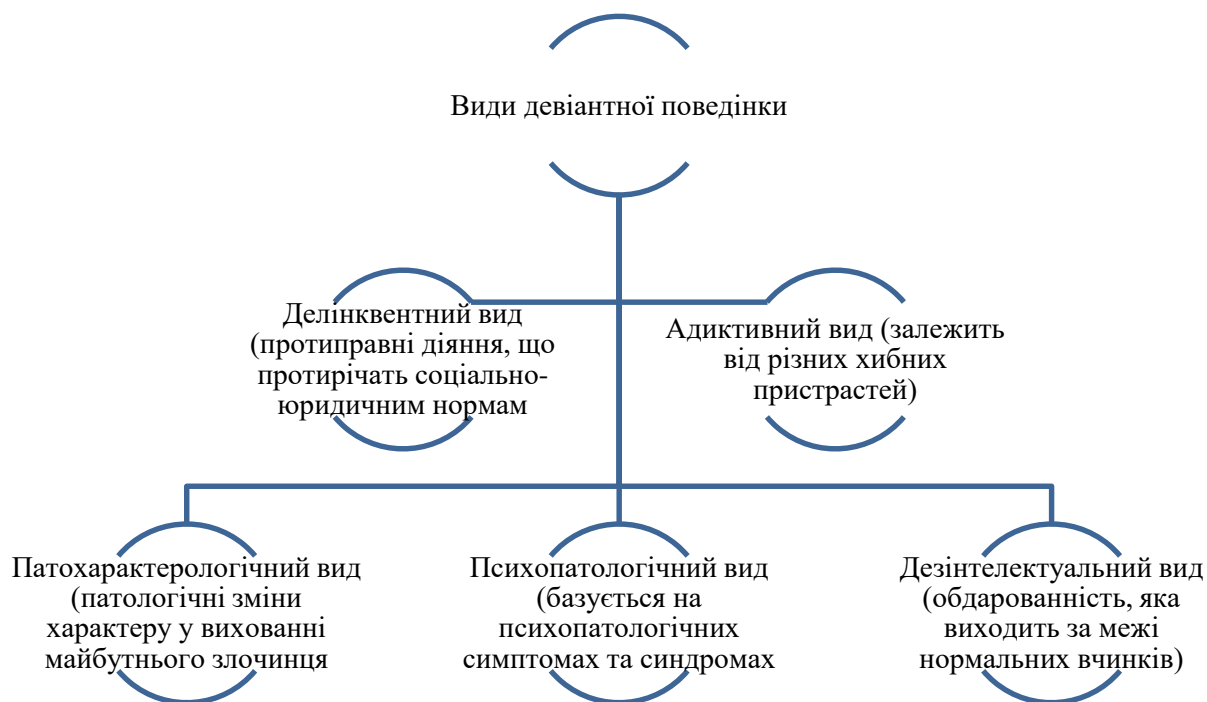 Види девіантної поведінки
Делінквентний вид
(протиправні діяння, що
протирічать соціально-
юридичним нормам
Адиктивний вид (залежить
від різних хибних
пристрастей)
Патохарактерологічний вид
(патологічні зміни
характеру у вихованні
майбутнього злочинця
Психопатологічний вид
(базується на
психопатологічних
симптомах та синдромах
Дезінтелектуальний вид
(обдарованність, яка
виходить за межі
нормальних вчинків)